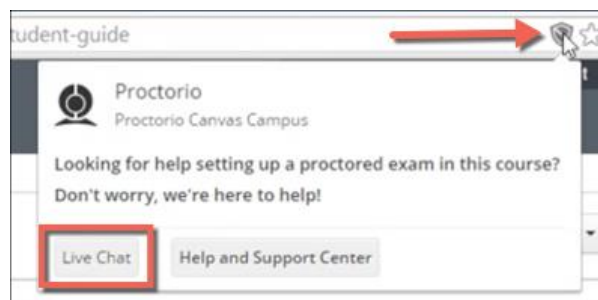 tudent-guide
Proctorio
Proctorio Canvas Campus
Looking for help setting up a proctored exam in this course?
Don't worry, we're here to help!
Live Chat
Help and Support Center